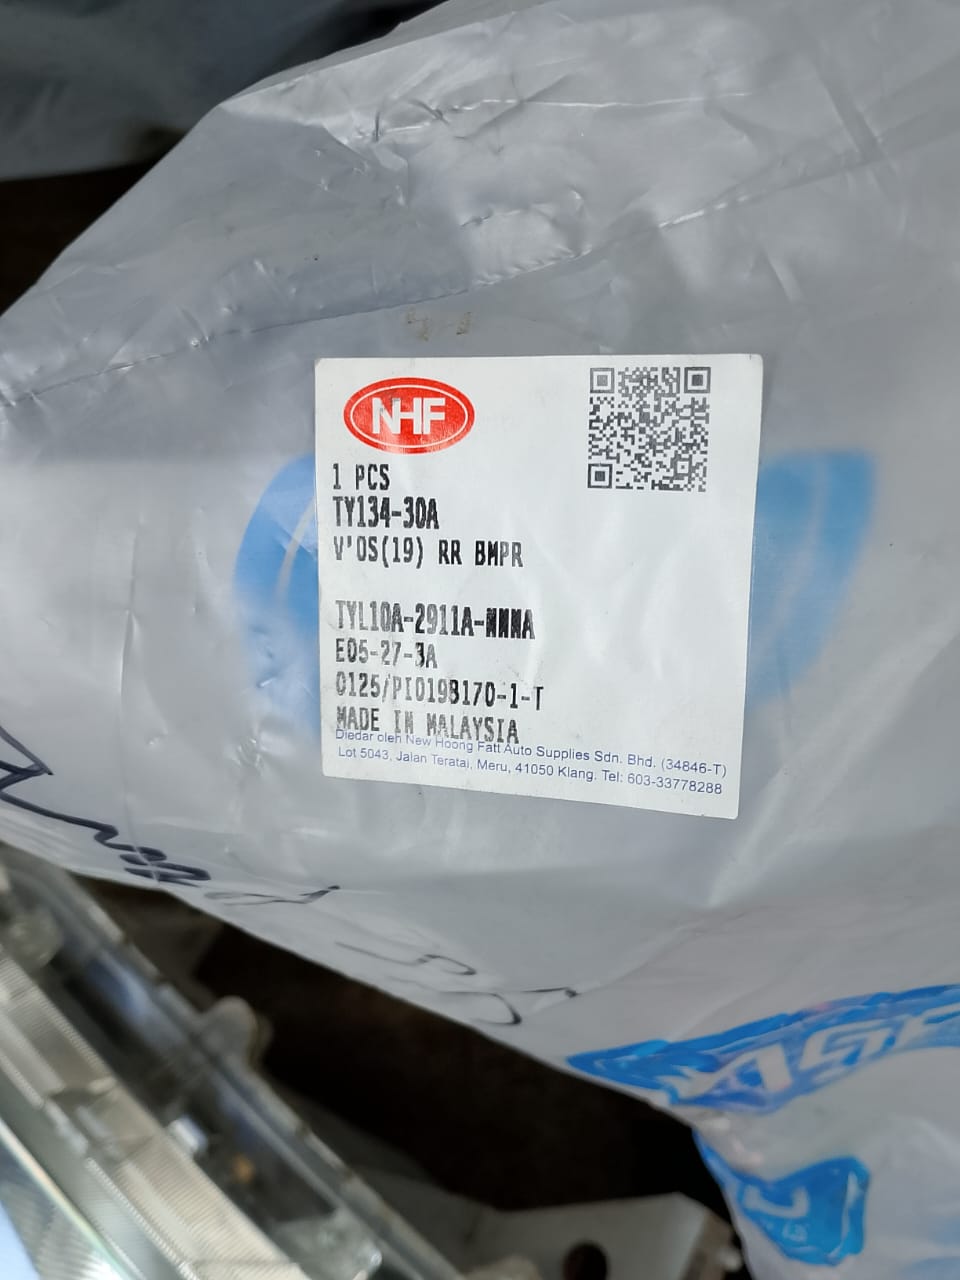 NHF
1 PCS
TY134-30A
V'OS(19) RR BMPR
TYL10A-2911A-NNNA
E05-27-3A
0125/PI0198170-1-T
MADE IN MALAYSIA
Diedar oleh New Hoong Fatt Auto Supplies Sdn. Bhd. (34846-T)
Lot 5043, Jalan Teratai, Meru, 41050 Klang. Tel: 603-33778288